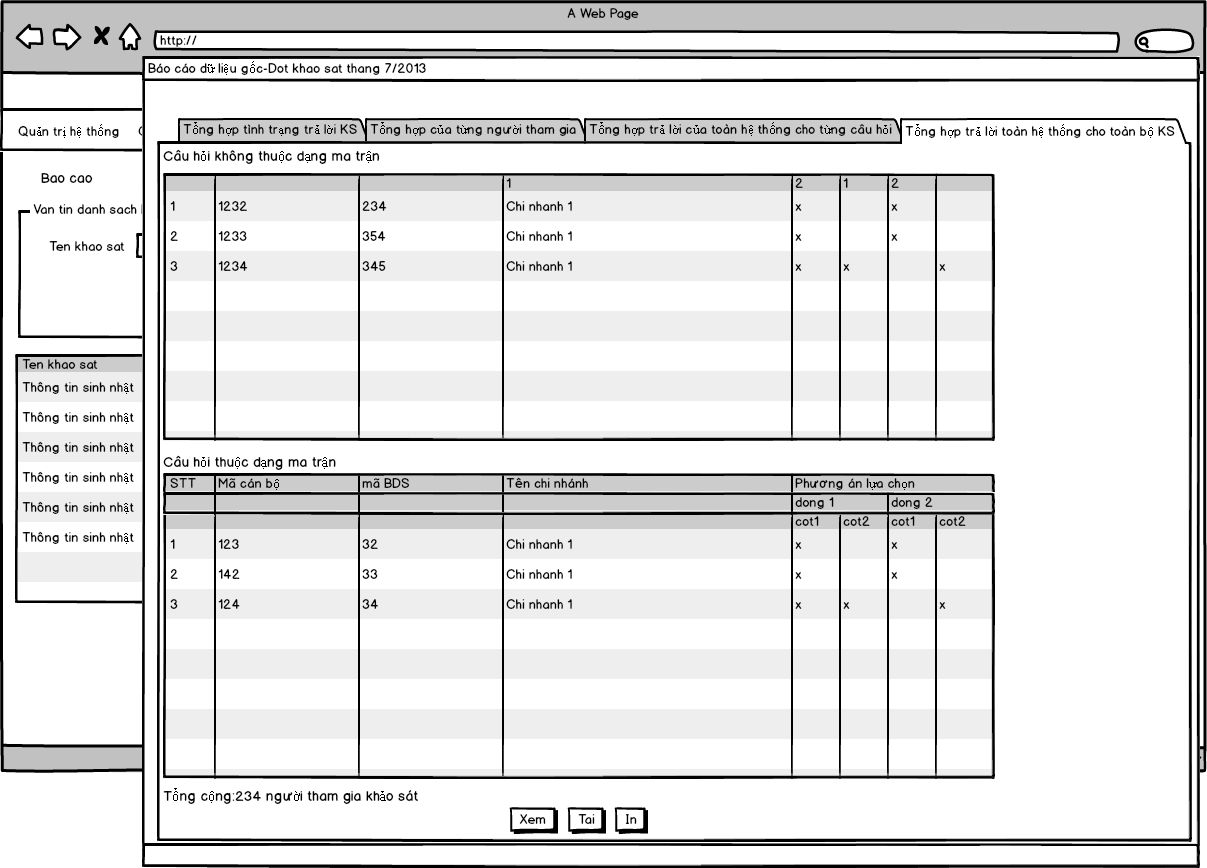 A Web Page
http://
Báo cáo dữ liệu gốc-Dot khao sat thang 7/2013
Quản trị hệ thống
Tổng hợp tình trạng trả lời KS Tổng hợp của từng người tham gia Tổng hợp trả lời của toàn hệ thống cho từng câu hỏi Tổng hợp trả lời toàn hệ thống cho toàn bộ KS
Bao cao
Van tin danh sach
Ten khao sat
Ten khao sat
Thông tin sinh nhật
Thông tin sinh nhật
Thông tin sinh nhật
Thông tin sinh nhật
Thông tin sinh nhật
Thông tin sinh nhật
Câu hỏi không thuộc dạng ma trận
1 2 1 2
1 1232 234 Chi nhanh 1 x x
2 1233 354 Chi nhanh 1 x x
3 1234 345 Chi nhanh 1 x x x
Câu hỏi thuộc dạng ma trận
STT Mã cán bộ mã BDS Tên chi nhánh Phương án lựa chọn
dong 1 dong 2
cot1 cot2 cot1 cot2
1 123 32 Chi nhanh 1 x x
2 142 33 Chi nhanh 1 x x
3 124 34 Chi nhanh 1 x x x
Tổng cộng:234 người tham gia khảo sát
Xem Tai In